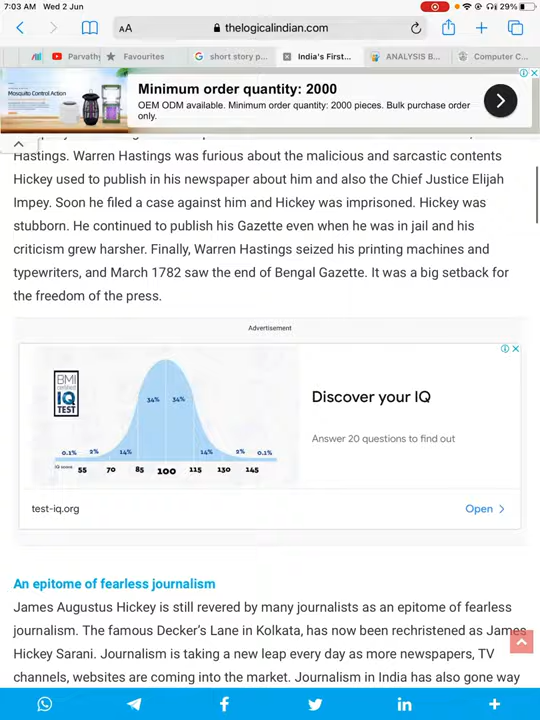 7:03 AM Wed 2 Jun
29%
AA
thelogicalindian.com
Parvathy
Favourites
G short story p...
India's First...
ANALYSIS B...
Computer C...
Mosquito Control Action
Minimum order quantity: 2000
OEM ODM available. Minimum order quantity: 2000 pieces. Bulk purchase order
only.
Hastings. Warren Hastings was furious about the malicious and sarcastic contents
Hickey used to publish in his newspaper about him and also the Chief Justice Elijah
Impey. Soon he filed a case against him and Hickey was imprisoned. Hickey was
stubborn. He continued to publish his Gazette even when he was in jail and his
criticism grew harsher. Finally, Warren Hastings seized his printing machines and
typewriters, and March 1782 saw the end of Bengal Gazette. It was a big setback for
the freedom of the press.
Advertisement
BMI
certified
IQ
TEST
34% 34%
0.1% 2% 14% 14% 2% 0.1%
IQ score 55 70 85 100 115 130 145
Discover your IQ
Answer 20 questions to find out
test-iq.org
Open
An epitome of fearless journalism
James Augustus Hickey is still revered by many journalists as an epitome of fearless
journalism. The famous Decker's Lane in Kolkata, has now been rechristened as James
Hickey Sarani. Journalism is taking a new leap every day as more newspapers, TV
channels, websites are coming into the market. Journalism in India has also gone way